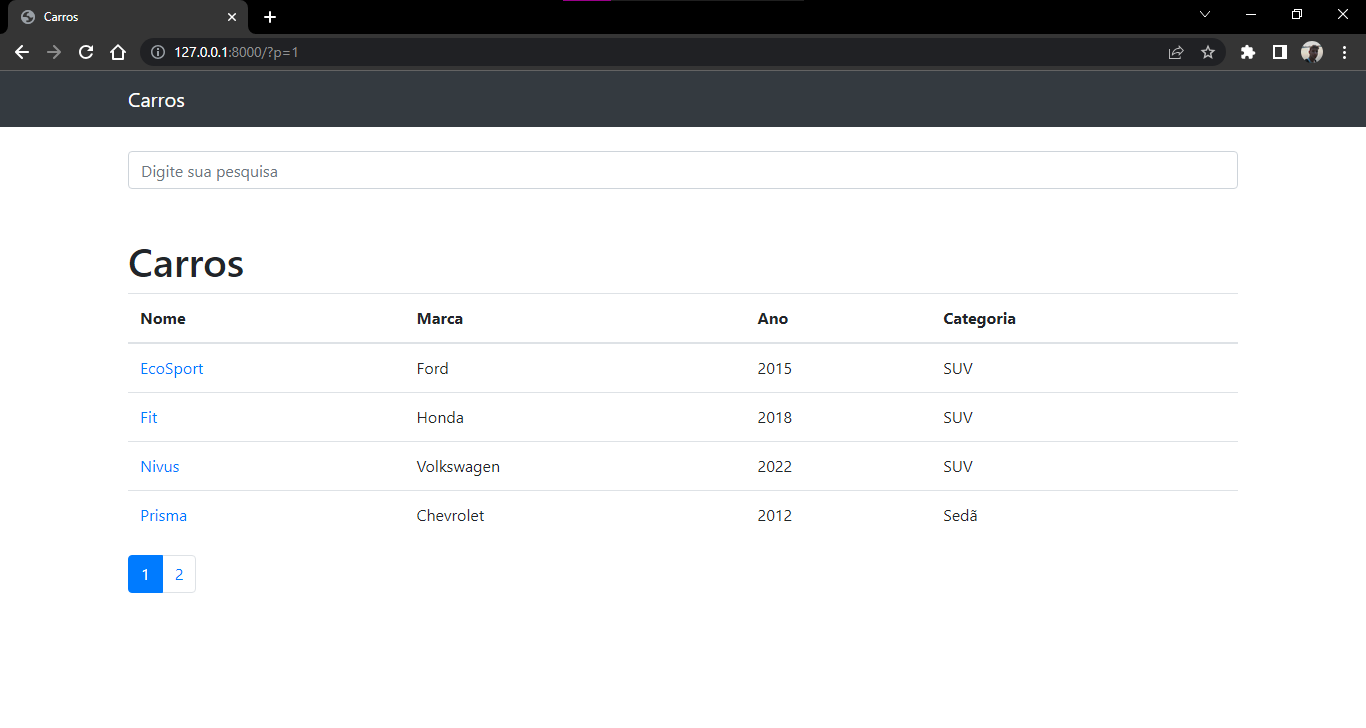 Carros
127.0.0.1:8000/?p=1
Carros
Digite sua pesquisa
Carros
Nome Marca Ano Categoria
EcoSport Ford 2015 SUV
Fit Honda 2018 SUV
Nivus Volkswagen 2022 SUV
Prisma Chevrolet 2012 Sedã
1 2